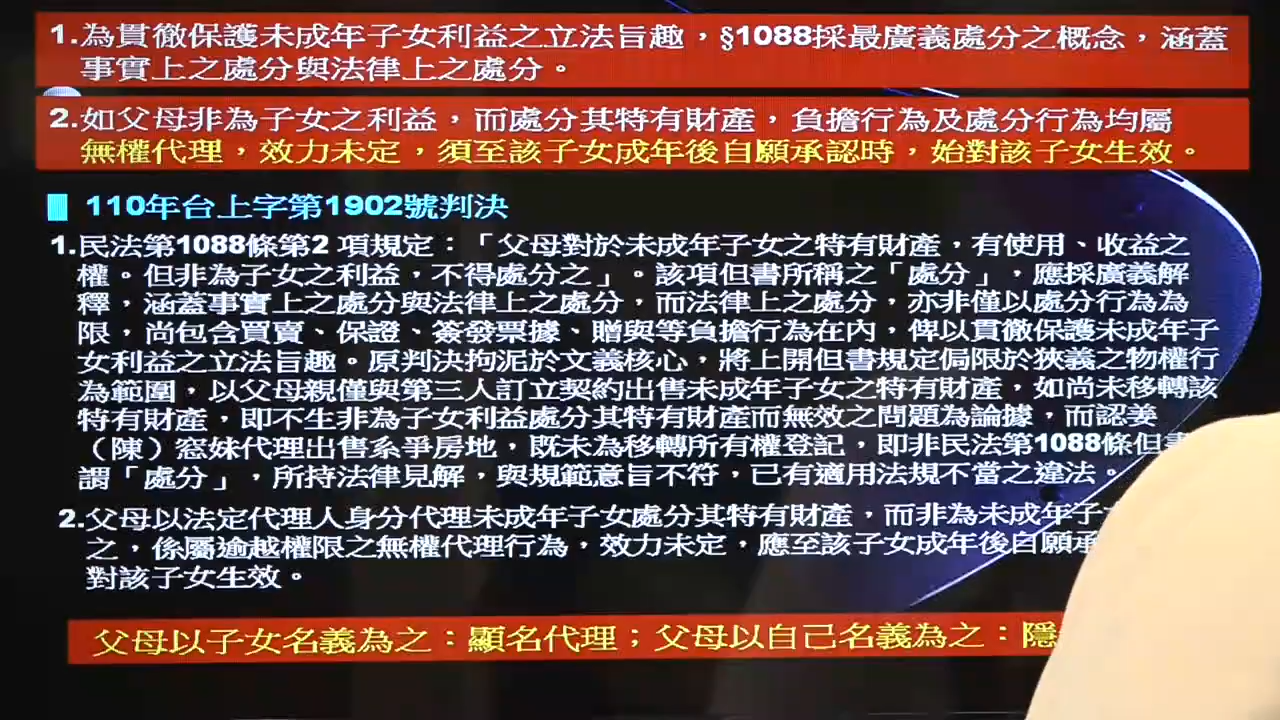 1.為貫徹保護未成年子女利益之立法旨趣，§1088採最廣義處分之概念，涵蓋
事實上之處分與法律上之處分。
2.如父母非為子女之利益，而處分其特有財產，負擔行為及處分行為均屬
無權代理，效力未定，須至該子女成年後自願承認時，始對該子女生效。
110年台上字第1902號判決
1.民法第1088條第2 項規定：「父母對於未成年子女之特有財產，有使用、收益之
權。但非為子女之利益，不得處分之」。該項但書所稱之「處分」，應採廣義解
釋，涵蓋事實上之處分與法律上之處分，而法律上之處分，亦非僅以處分行為為
限，尚包含買賣、保證、簽發票據、贈與等負擔行為在內，俾以貫徹保護未成年子
女利益之立法旨趣。原判決拘泥於文義核心，將上開但書規定侷限於狹義之物權行
為範圍，以父母親僅與第三人訂立契約出售未成年子女之特有財產，如尚未移轉該
特有財產，即不生非為子女利益處分其特有財產而無效之問題為論據，而認姜
（陳）窓妹代理出售系爭房地，既未為移轉所有權登記，即非民法第1088條但
謂「處分」，所持法律見解，與規範意旨不符，已有適用法規不當之違法。
2.父母以法定代理人身分代理未成年子女處分其特有財產，而非為未成年子
之，係屬逾越權限之無權代理行為，效力未定，應至該子女成年後自願
對該子女生效。
父母以子女名義為之：顯名代理；父母以自己名義為之：隱